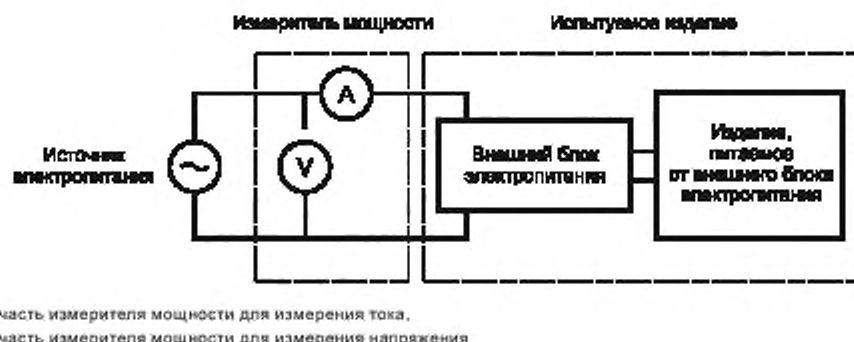 Измеритель мощности
Испытуемое изделие
A
Источник
электропитания
V
Внешний блок
электропитания
Изделие,
питаемое
от внешнего блока
электропитания
часть измерителя мощности для измерения тока,
часть измерителя мощности для измерения напряжения